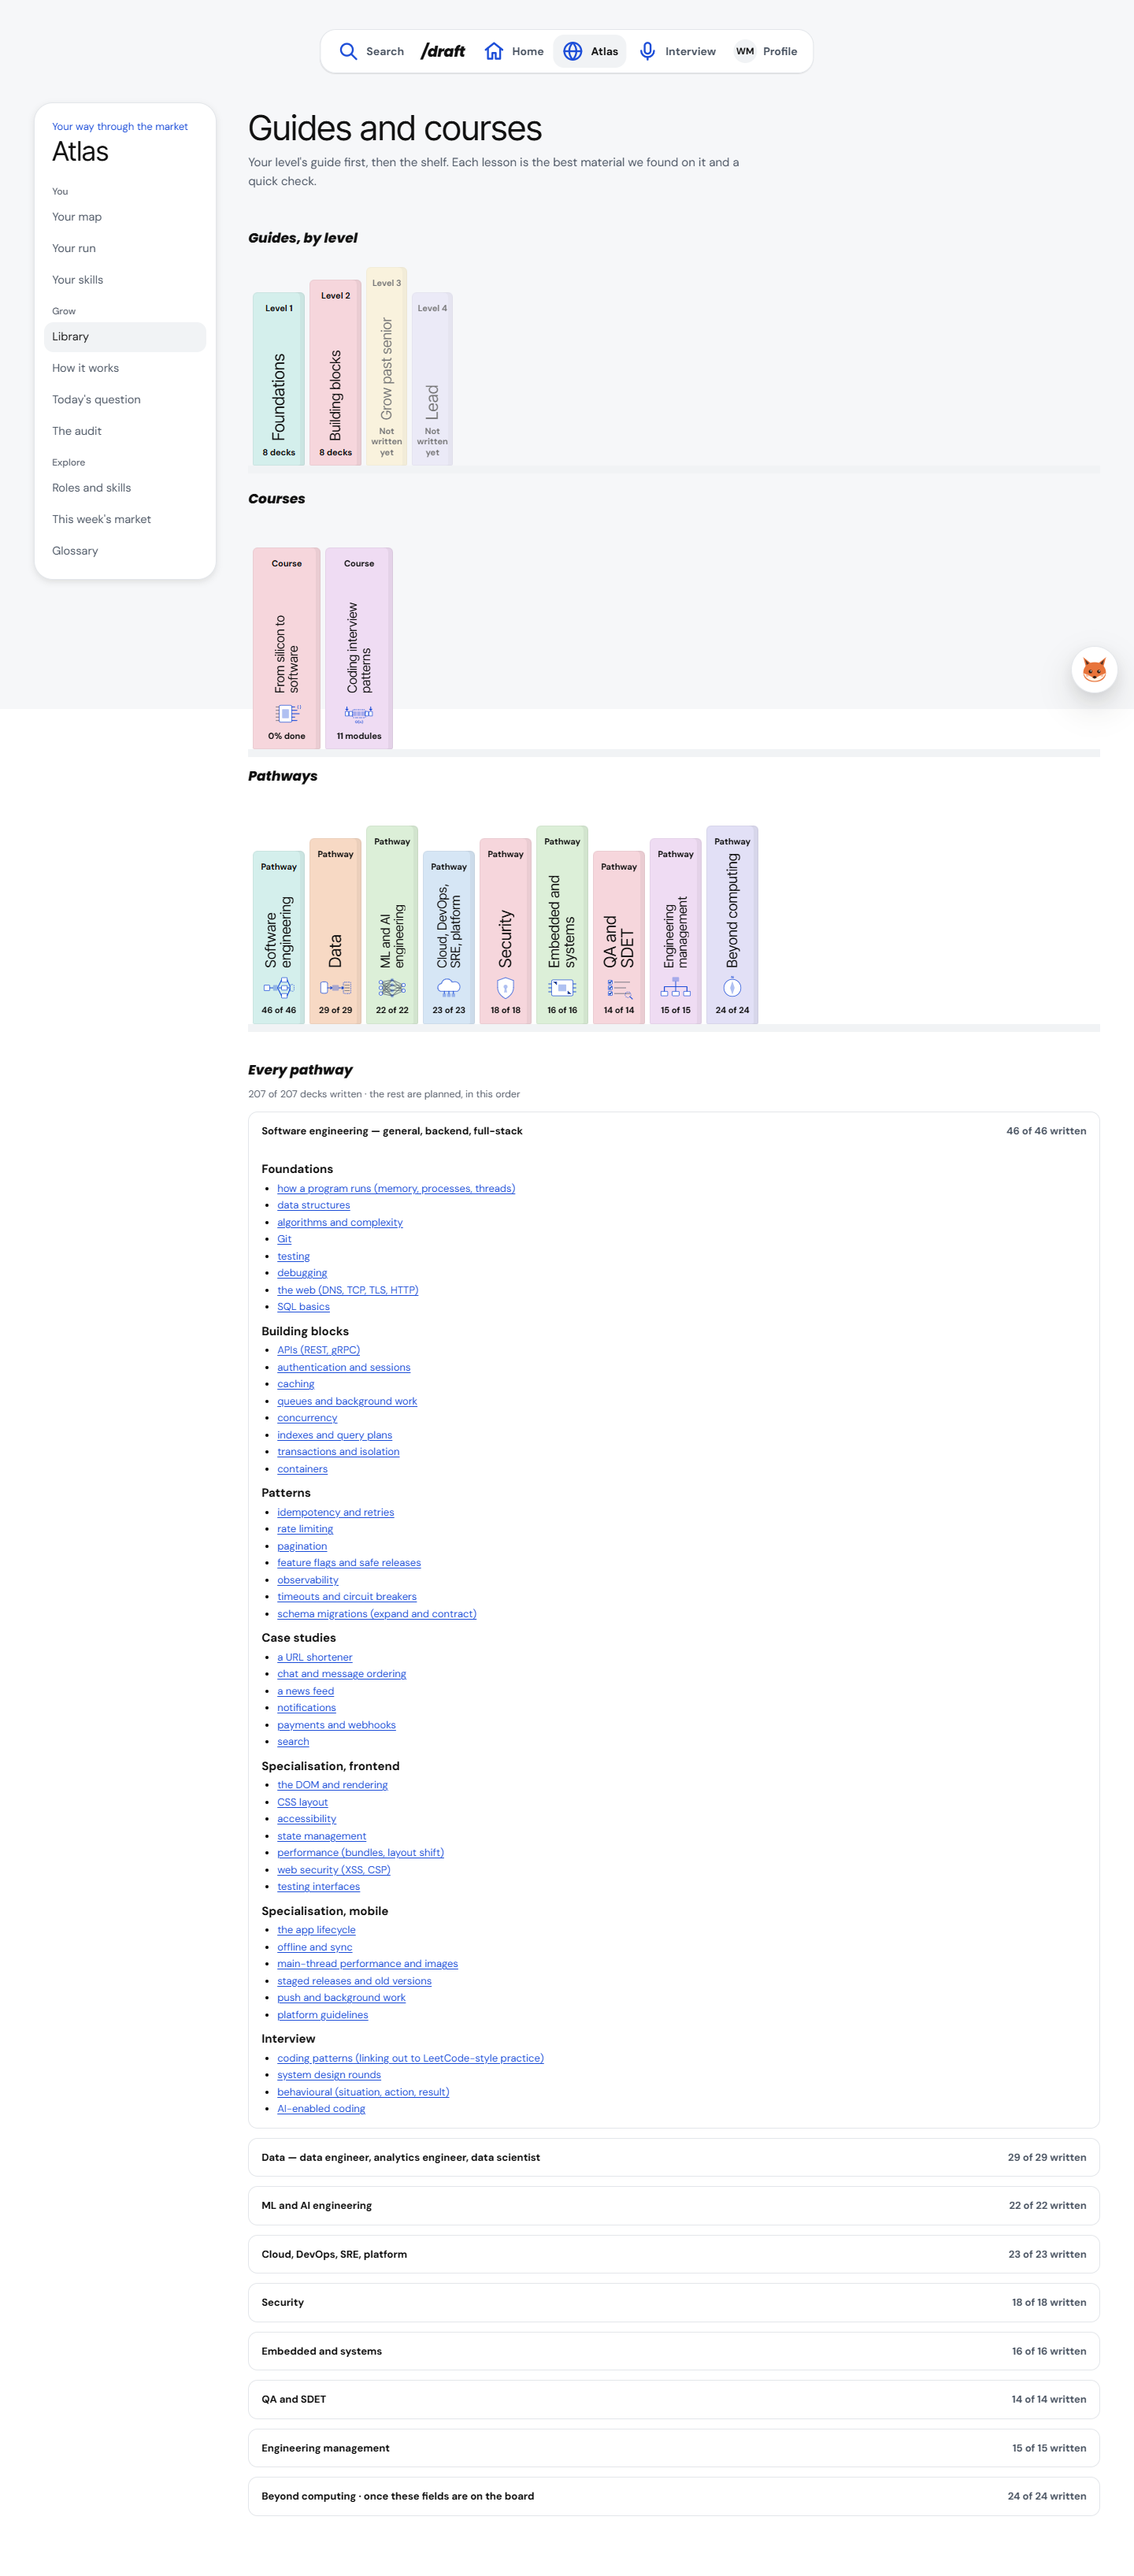 Search
/draft
Home
Atlas
Interview
WM
Profile
Your way through the market
Atlas
You
Your map
Your run
Your skills
Grow
Library
How it works
Today's question
The audit
Explore
Roles and skills
This week's market
Glossary
Guides and courses
Your level's guide first, then the shelf. Each lesson is the best material we found on it and a
quick check.
Guides, by level
Level 1
Foundations
8 decks
Level 2
Building blocks
8 decks
Level 3
Grow past senior
Not
written
yet
Level 4
Lead
Not
written
yet
Courses
Course
From silicon to
software
0% done
Course
Coding interview
patterns
11 modules
Pathways
Pathway
Software
engineering
46 of 46
Pathway
Data
29 of 29
Pathway
ML and AI
engineering
22 of 22
Pathway
Cloud, DevOps,
SRE, platform
23 of 23
Pathway
Security
18 of 18
Pathway
Embedded and
systems
16 of 16
Pathway
QA and
SDET
14 of 14
Pathway
Engineering
management
15 of 15
Pathway
Beyond computing
24 of 24
Every pathway
207 of 207 decks written · the rest are planned, in this order
Software engineering — general, backend, full-stack
46 of 46 written
Foundations
how a program runs (memory, processes, threads)
data structures
algorithms and complexity
Git
testing
debugging
the web (DNS, TCP, TLS, HTTP)
SQL basics
Building blocks
APIs (REST, gRPC)
authentication and sessions
caching
queues and background work
concurrency
indexes and query plans
transactions and isolation
containers
Patterns
idempotency and retries
rate limiting
pagination
feature flags and safe releases
observability
timeouts and circuit breakers
schema migrations (expand and contract)
Case studies
a URL shortener
chat and message ordering
a news feed
notifications
payments and webhooks
search
Specialisation, frontend
the DOM and rendering
CSS layout
accessibility
state management
performance (bundles, layout shift)
web security (XSS, CSP)
testing interfaces
Specialisation, mobile
the app lifecycle
offline and sync
main-thread performance and images
staged releases and old versions
push and background work
platform guidelines
Interview
coding patterns (linking out to LeetCode-style practice)
system design rounds
behavioural (situation, action, result)
AI-enabled coding
Data — data engineer, analytics engineer, data scientist
29 of 29 written
ML and AI engineering
22 of 22 written
Cloud, DevOps, SRE, platform
23 of 23 written
Security
18 of 18 written
Embedded and systems
16 of 16 written
QA and SDET
14 of 14 written
Engineering management
15 of 15 written
Beyond computing · once these fields are on the board
24 of 24 written